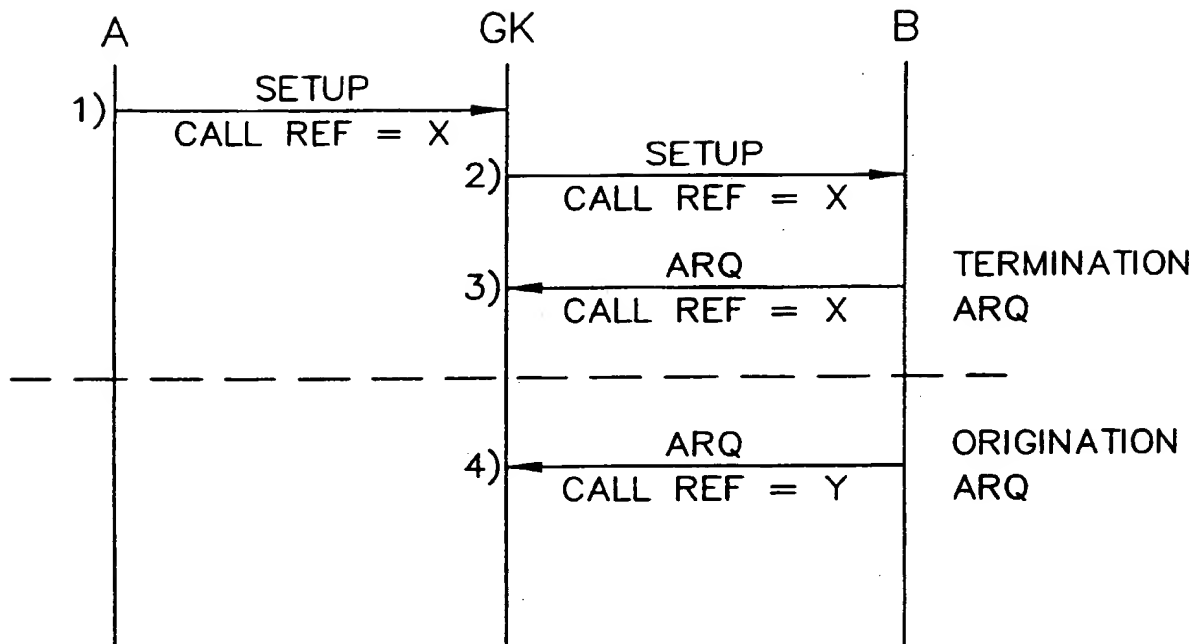 A GK B
1) SETUP
CALL REF = X
2) SETUP
CALL REF = X
3) ARQ
CALL REF = X
TERMINATION
ARQ
4) ARQ
CALL REF = Y
ORIGINATION
ARQ